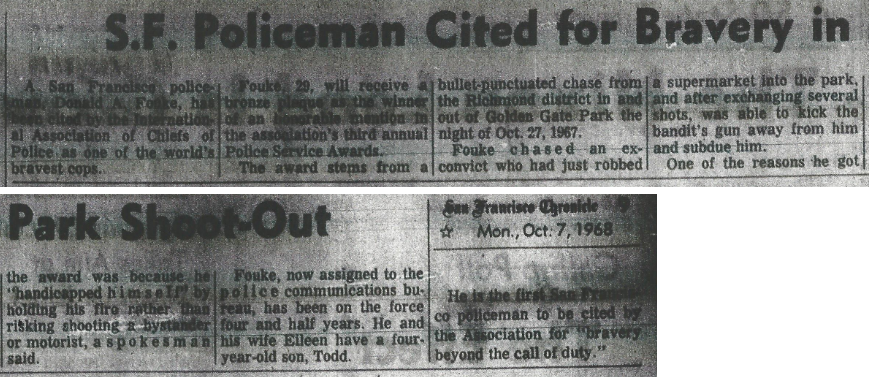 S.F. Policeman Cited for Bravery in
A San Francisco police-
man, Donald A. Fouke, has
been cited by the Internation-
al Association of Chiefs of
Police as one of the world's
bravest cops.
Fouke, 29, will receive a
bronze plaque as the winner
of an honorable mention in
the association's third annual
Police Service Awards.
The award stems from a
bullet-punctuated chase from
the Richmond district in and
out of Golden Gate Park the
night of Oct. 27, 1967.
Fouke chased an ex-
convict who had just robbed
a supermarket into the park,
and after exchanging several
shots, was able to kick the
bandit's gun away from him
and subdue him.
One of the reasons he got
Park Shoot-Out
the award was because he
"handicapped himself" by
holding his fire rather than
risking shooting a bystander
or motorist, a spokesman
said.
Fouke, now assigned to the
police communications bu-
reau, has been on the force
four and half years. He and
his wife Eileen have a four-
year-old son, Todd.
San Francisco Chronicle
☆ Mon., Oct. 7, 1968
He is the first San Francis-
co policeman to be cited by
the Association for "bravery
beyond the call of duty."